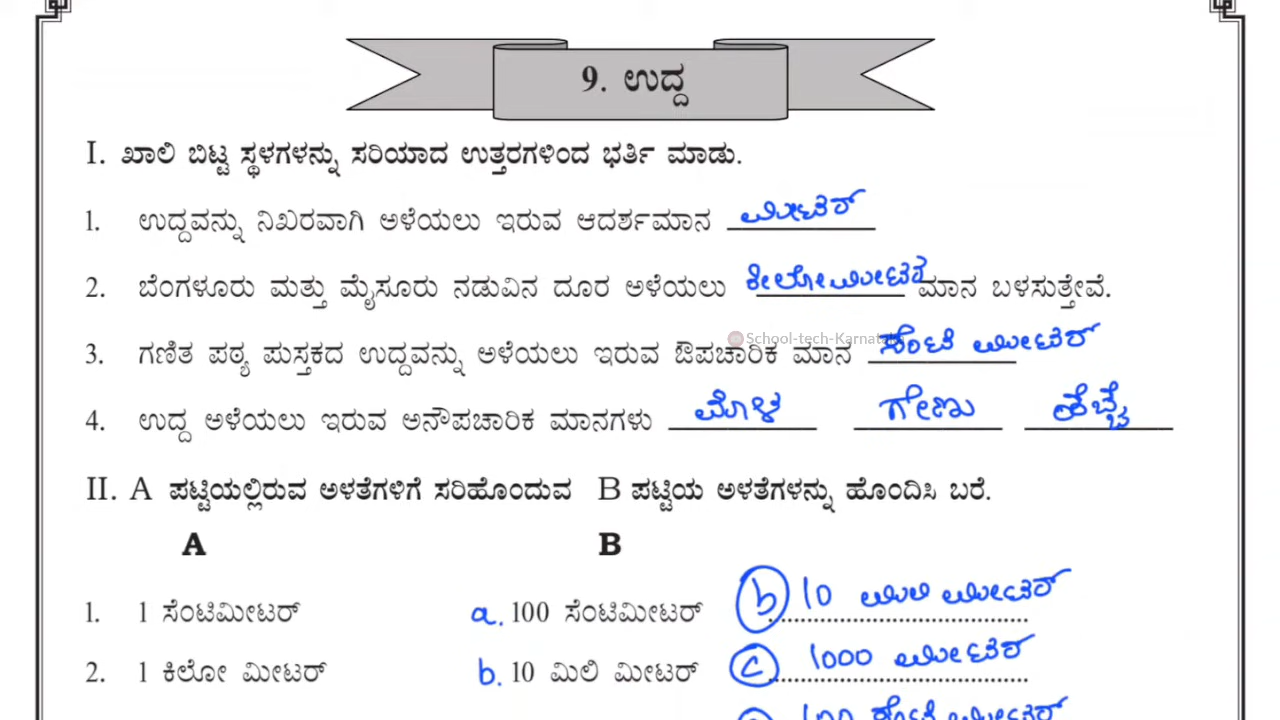 9. ಉದ್ದ
I. ಖಾಲಿ ಬಿಟ್ಟ ಸ್ಥಳಗಳನ್ನು ಸರಿಯಾದ ಉತ್ತರಗಳಿಂದ ಭರ್ತಿ ಮಾಡು.
1. ಉದ್ದವನ್ನು ನಿಖರವಾಗಿ ಅಳೆಯಲು ಇರುವ ಆದರ್ಶಮಾನ ಮೀಟರ್
2. ಬೆಂಗಳೂರು ಮತ್ತು ಮೈಸೂರು ನಡುವಿನ ದೂರ ಅಳೆಯಲು ಕೀಲೋಮೀಟರ ಮಾನ ಬಳಸುತ್ತೇವೆ.
School-tech-Karnatak
3. ಗಣಿತ ಪಠ್ಯ ಪುಸ್ತಕದ ಉದ್ದವನ್ನು ಅಳೆಯಲು ಇರುವ ಔಪಚಾರಿಕ ಮಾನ ಸೆಂಟಿ ಮೀಟರ್
4. ಉದ್ದ ಅಳೆಯಲು ಇರುವ ಅನೌಪಚಾರಿಕ ಮಾನಗಳು ಮೊಳ ಗೇಣು ಹೆಜ್ಜೆ
II. A ಪಟ್ಟಿಯಲ್ಲಿರುವ ಅಳತೆಗಳಿಗೆ ಸರಿಹೊಂದುವ B ಪಟ್ಟಿಯ ಅಳತೆಗಳನ್ನು ಹೊಂದಿಸಿ ಬರೆ.
A B
1. 1 ಸೆಂಟಿಮೀಟರ್ a. 100 ಸೆಂಟಿಮೀಟರ್ b 10 ಮಿಲಿ ಮೀಟರ್
2. 1 ಕಿಲೋ ಮೀಟರ್ b. 10 ಮಿಲಿ ಮೀಟರ್ c 1000 ಮೀಟರ್